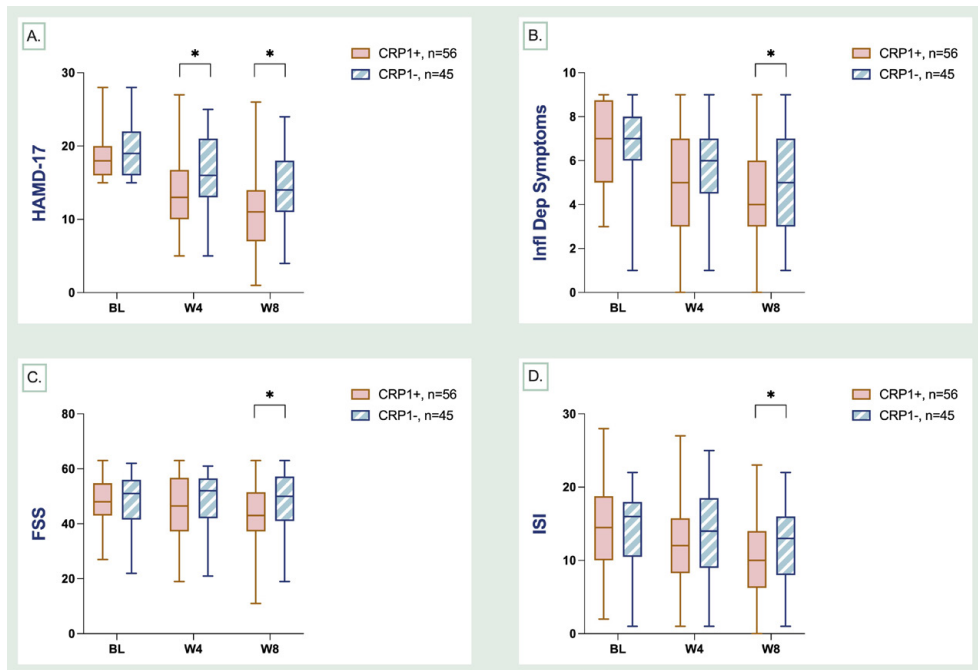 A.
*
*
CRP1+, n=56
CRP1-, n=45
30
20
10
0
HAMD-17
BL
W4
W8
B.
*
CRP1+, n=56
CRP1-, n=45
10
8
6
4
2
0
Infl Dep Symptoms
BL
W4
W8
C.
*
CRP1+, n=56
CRP1-, n=45
80
60
40
20
0
FSS
BL
W4
W8
D.
*
CRP1+, n=56
CRP1-, n=45
30
20
10
0
ISI
BL
W4
W8